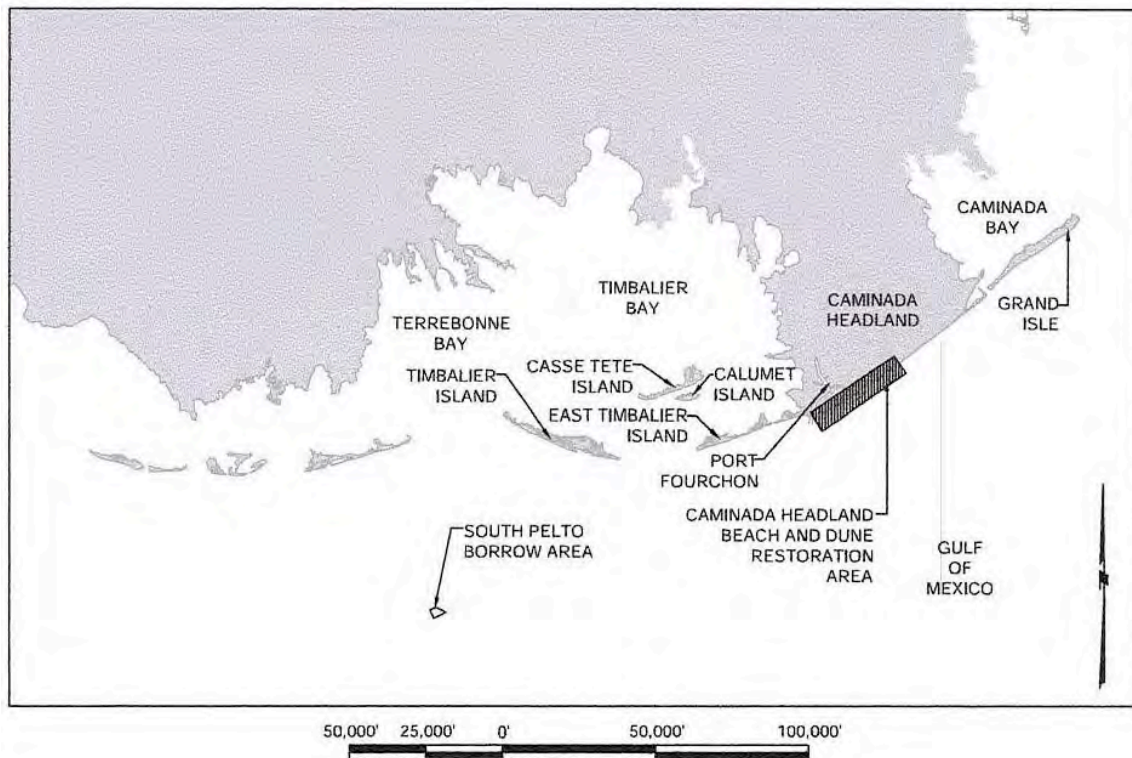 CAMINADA
BAY
TIMBALIER
BAY
CAMINADA
HEADLAND
GRAND
ISLE
TERREBONNE
BAY
TIMBALIER
ISLAND
CASSE TETE
ISLAND
CALUMET
ISLAND
EAST TIMBALIER
ISLAND
PORT
FOURCHON
CAMINADA HEADLAND
BEACH AND DUNE
RESTORATION
AREA
SOUTH PELTO
BORROW AREA
GULF
OF
MEXICO
50,000' 25,000' 0' 50,000' 100,000'